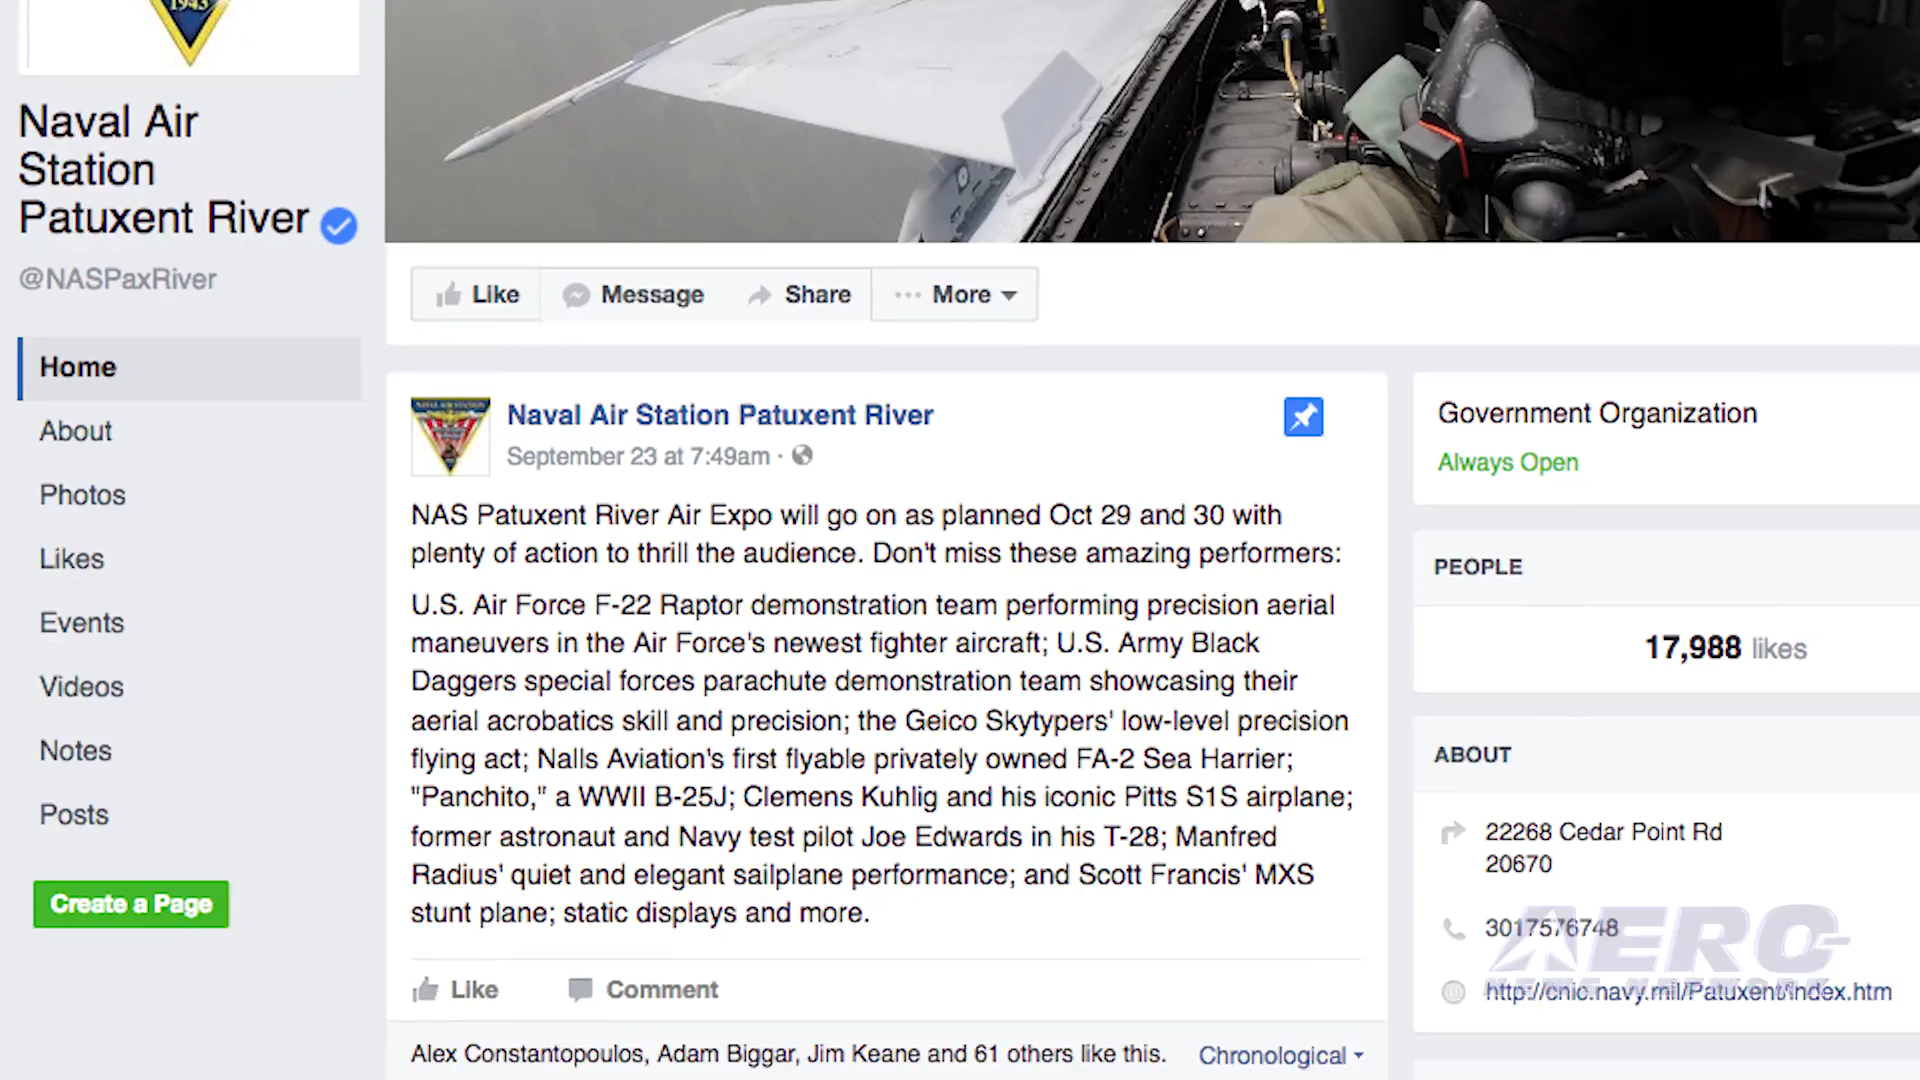 1943
Naval Air
Station
Patuxent River
@NASPaxRiver
Home
About
Photos
Likes
Events
Videos
Notes
Posts
Create a Page
Like
Message
Share
More
Naval Air Station Patuxent River
September 23 at 7:49am ·
NAS Patuxent River Air Expo will go on as planned Oct 29 and 30 with
plenty of action to thrill the audience. Don't miss these amazing performers:
U.S. Air Force F-22 Raptor demonstration team performing precision aerial
maneuvers in the Air Force's newest fighter aircraft; U.S. Army Black
Daggers special forces parachute demonstration team showcasing their
aerial acrobatics skill and precision; the Geico Skytypers' low-level precision
flying act; Nalls Aviation's first flyable privately owned FA-2 Sea Harrier;
"Panchito," a WWII B-25J; Clemens Kuhlig and his iconic Pitts S1S airplane;
former astronaut and Navy test pilot Joe Edwards in his T-28; Manfred
Radius' quiet and elegant sailplane performance; and Scott Francis' MXS
stunt plane; static displays and more.
Like
Comment
Alex Constantopoulos, Adam Biggar, Jim Keane and 61 others like this.
Chronological
Government Organization
Always Open
PEOPLE
17,988 likes
ABOUT
22268 Cedar Point Rd
20670
3017576748
http://cnic.navy.mil/Patuxent/index.htm
AERO-
NEWS NETWORK